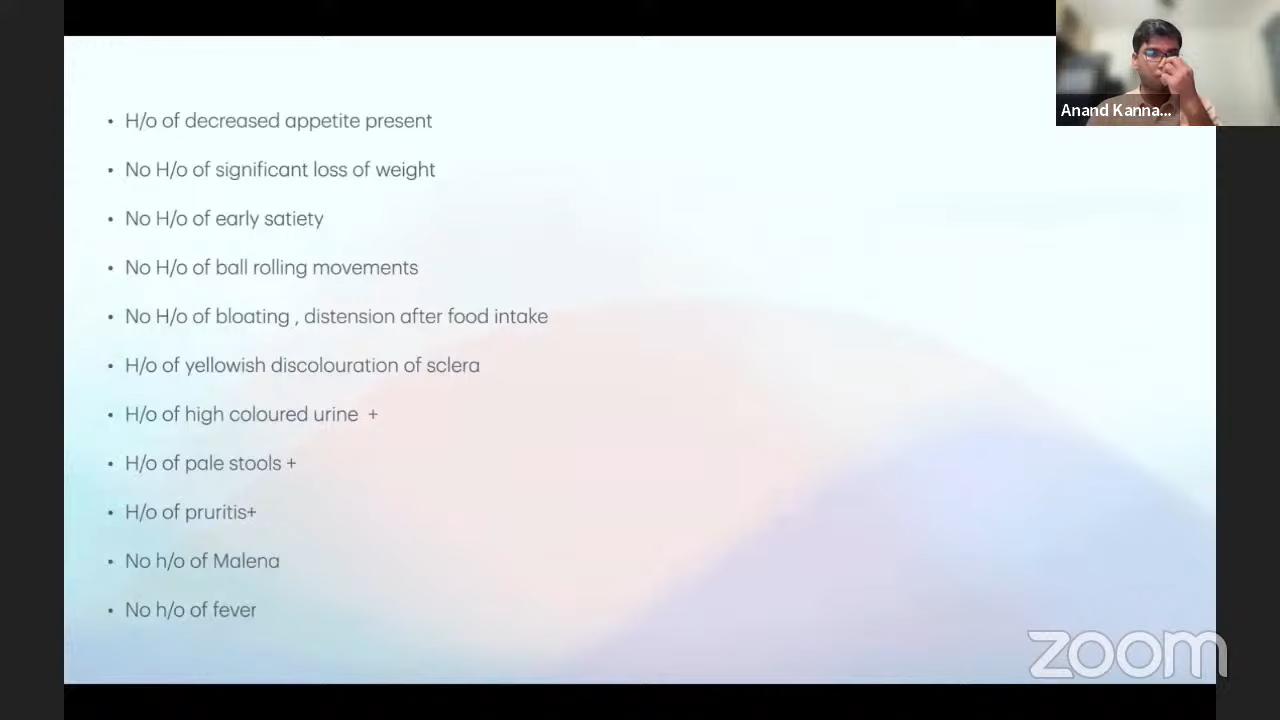 Anand Kanna...
• H/o of decreased appetite present
• No H/o of significant loss of weight
• No H/o of early satiety
• No H/o of ball rolling movements
• No H/o of bloating , distension after food intake
• H/o of yellowish discolouration of sclera
• H/o of high coloured urine +
• H/o of pale stools +
• H/o of pruritis+
• No h/o of Malena
• No h/o of fever
zoom